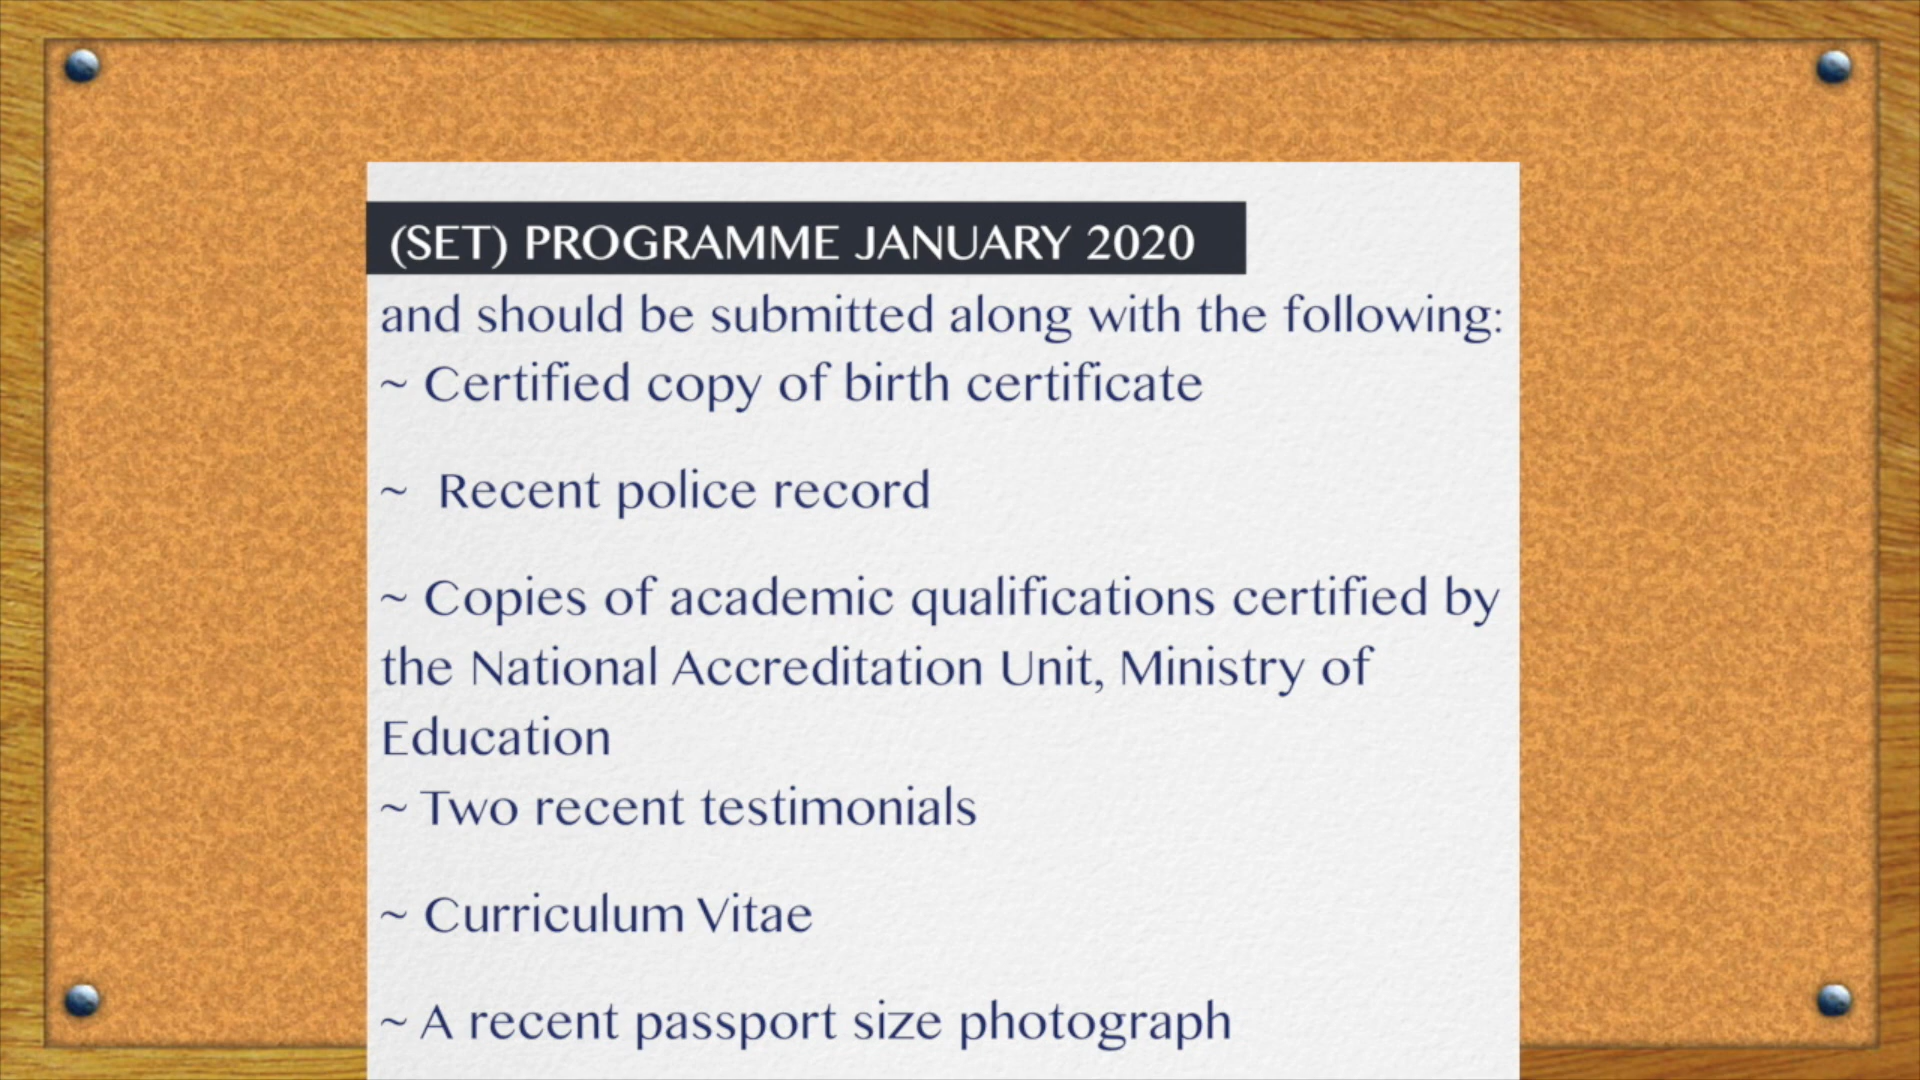 (SET) PROGRAMME JANUARY 2020
and should be submitted along with the following:
~ Certified copy of birth certificate
~ Recent police record
~ Copies of academic qualifications certified by
the National Accreditation Unit, Ministry of
Education
~ Two recent testimonials
~ Curriculum Vitae
~ A recent passport size photograph